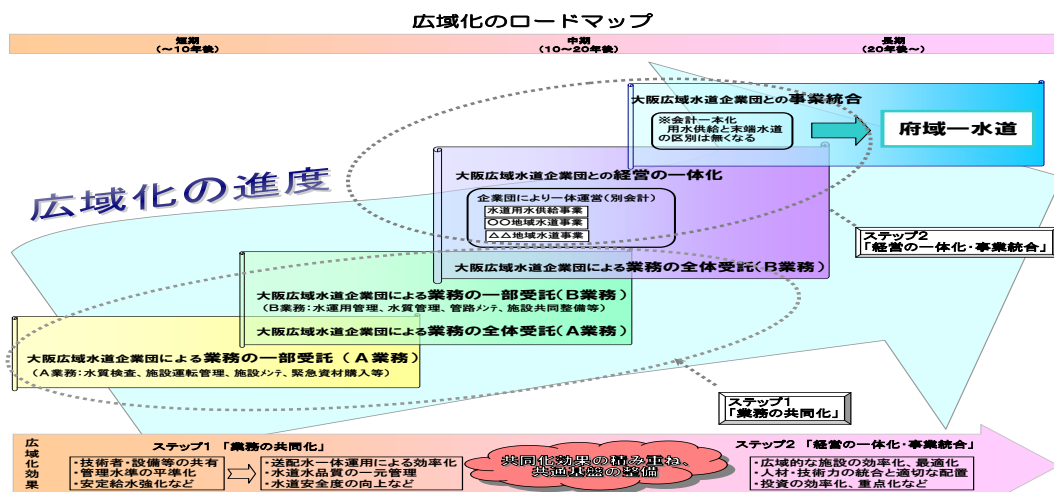 広域化のロードマップ
短期
(～10年後)
中期
(10～20年後)
長期
(20年後～)
広域化の進度
大阪広域水道企業団との事業統合
※会計一本化
用水供給と末端水道
の区別は無くなる
府域一水道
大阪広域水道企業団との経営の一体化
企業団により一体運営(別会計)
水道用水供給事業
〇〇地域水道事業
△△地域水道事業
大阪広域水道企業団による業務の全体受託(B業務)
ステップ2
「経営の一体化・事業統合」
大阪広域水道企業団による業務の一部受託(B業務)
(B業務:水運用管理、水質管理、管路ﾒﾝﾃ、施設共同整備等)
大阪広域水道企業団による業務の全体受託(A業務)
大阪広域水道企業団による業務の一部受託(A業務)
(A業務:水質検査、施設運転管理、施設ﾒﾝﾃ、緊急資材購入等)
ステップ1
「業務の共同化」
広域化効果
ステップ1 「業務の共同化」
・技術者・設備等の共有
・管理水準の平準化
・安定給水強化など
・送配水一体運用による効率化
・水道水品質の一元管理
・水道安全度の向上など
共同化効果の積み重ね、
共通基盤の整備
ステップ2 「経営の一体化・事業統合」
・広域的な施設の効率化、最適化
・人材・技術力の統合と適切な配置
・投資の効率化、重点化など